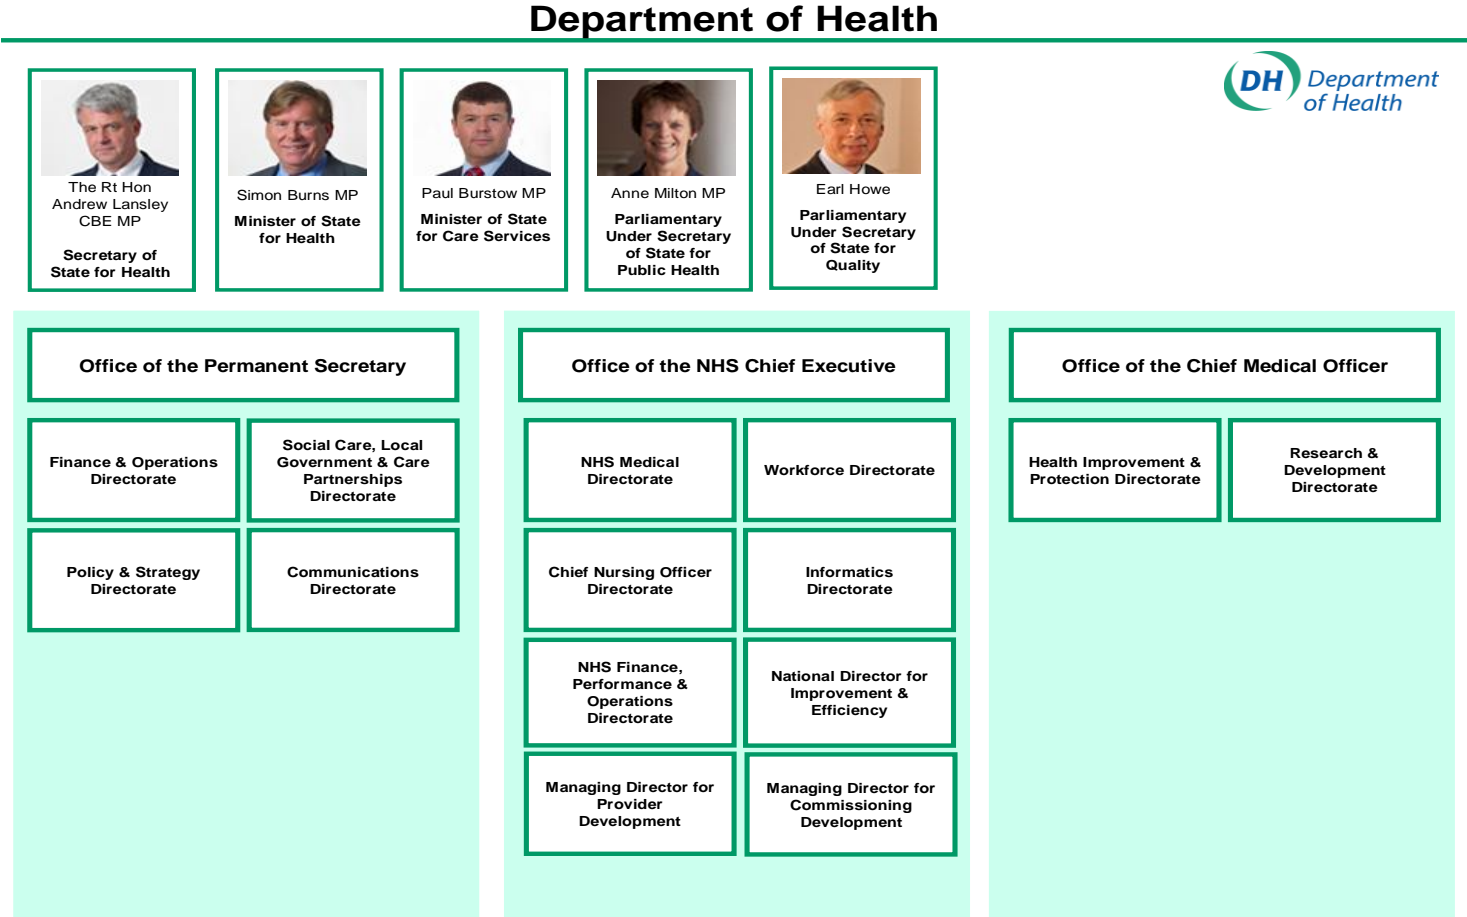 Department of Health
DH Department
of Health
The Rt Hon
Andrew Lansley
CBE MP
Secretary of
State for Health
Simon Burns MP
Minister of State
for Health
Paul Burstow MP
Minister of State
for Care Services
Anne Milton MP
Parliamentary
Under Secretary
of State for
Public Health
Earl Howe
Parliamentary
Under Secretary
of State for
Quality
Office of the Permanent Secretary
Finance & Operations
Directorate
Social Care, Local
Government & Care
Partnerships
Directorate
Policy & Strategy
Directorate
Communications
Directorate
Office of the NHS Chief Executive
NHS Medical
Directorate
Workforce Directorate
Chief Nursing Officer
Directorate
Informatics
Directorate
NHS Finance,
Performance &
Operations
Directorate
National Director for
Improvement &
Efficiency
Managing Director for
Provider
Development
Managing Director for
Commissioning
Development
Office of the Chief Medical Officer
Health Improvement &
Protection Directorate
Research &
Development
Directorate